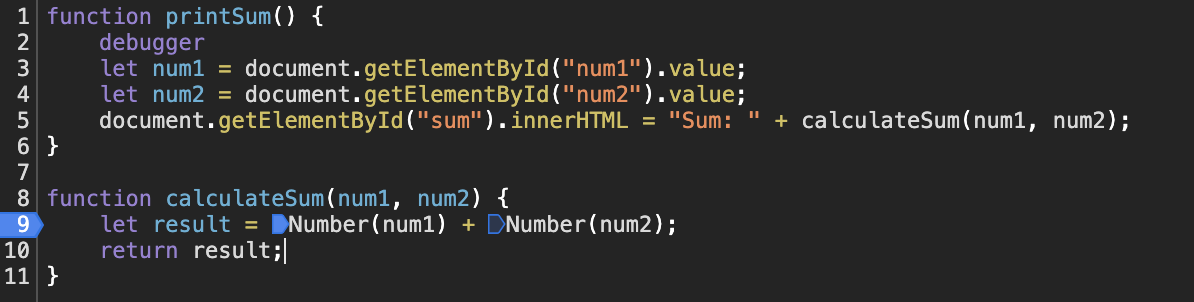 1 function printSum() {
2     debugger
3     let num1 = document.getElementById("num1").value;
4     let num2 = document.getElementById("num2").value;
5     document.getElementById("sum").innerHTML = "Sum: " + calculateSum(num1, num2);
6 }
7
8 function calculateSum(num1, num2) {
9     let result = Number(num1) + Number(num2);
10     return result;
11 }